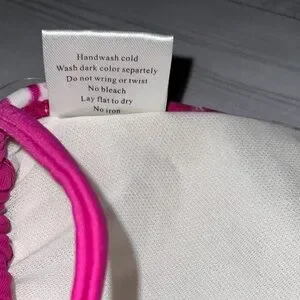 Handwash cold
Wash dark color separtely
Do not wring or twist
No bleach
Lay flat to dry
No iron